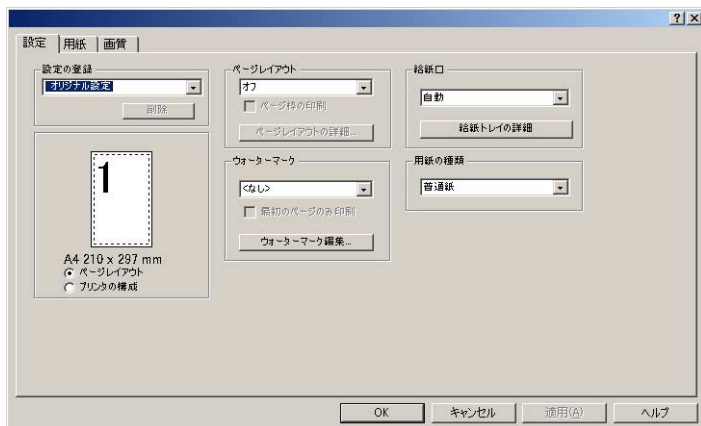 設定 用紙 画質
設定の登録
オリジナル設定
削除
1
A4 210 x 297 mm
ページレイアウト
プリンタの構成
ページレイアウト
オフ
ページ枠の印刷
ページレイアウトの詳細...
ウォーターマーク
<なし>
最初のページのみ印刷
ウォーターマーク編集...
給紙口
自動
給紙トレイの詳細
用紙の種類
普通紙
OK キャンセル 適用(A) ヘルプ